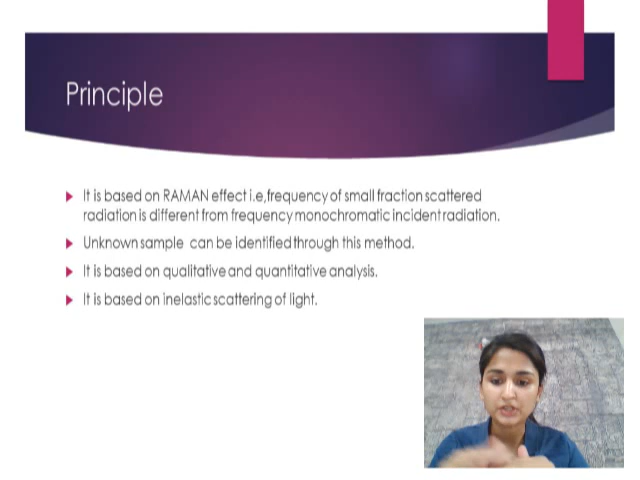 Principle
It is based on RAMAN effect i.e,frequency of small fraction scattered
radiation is different from frequency monochromatic incident radiation.
Unknown sample can be identified through this method.
It is based on qualitative and quantitative analysis.
It is based on inelastic scattering of light.